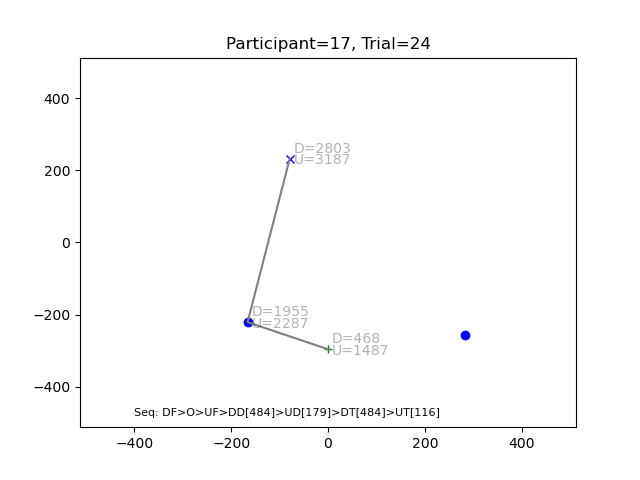 Participant=17, Trial=24
400
200
0
−200
−400
D=2803
U=3187
D=1955
U=2287
D=468
U=1487
Seq: DF>O>UF>DD[484]>UD[179]>DT[484]>UT[116]
−400
−200
0
200
400